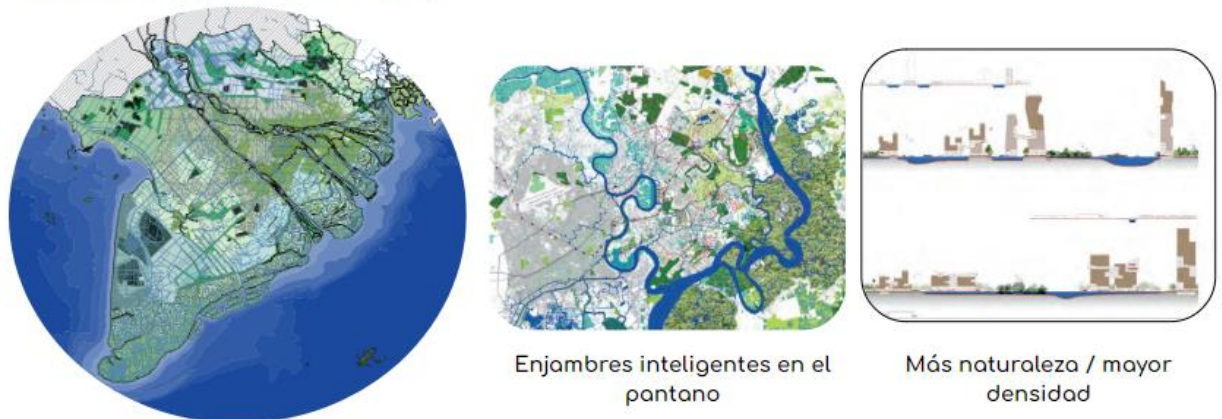 Enjambres inteligentes en el
pantano
Más naturaleza / mayor
densidad